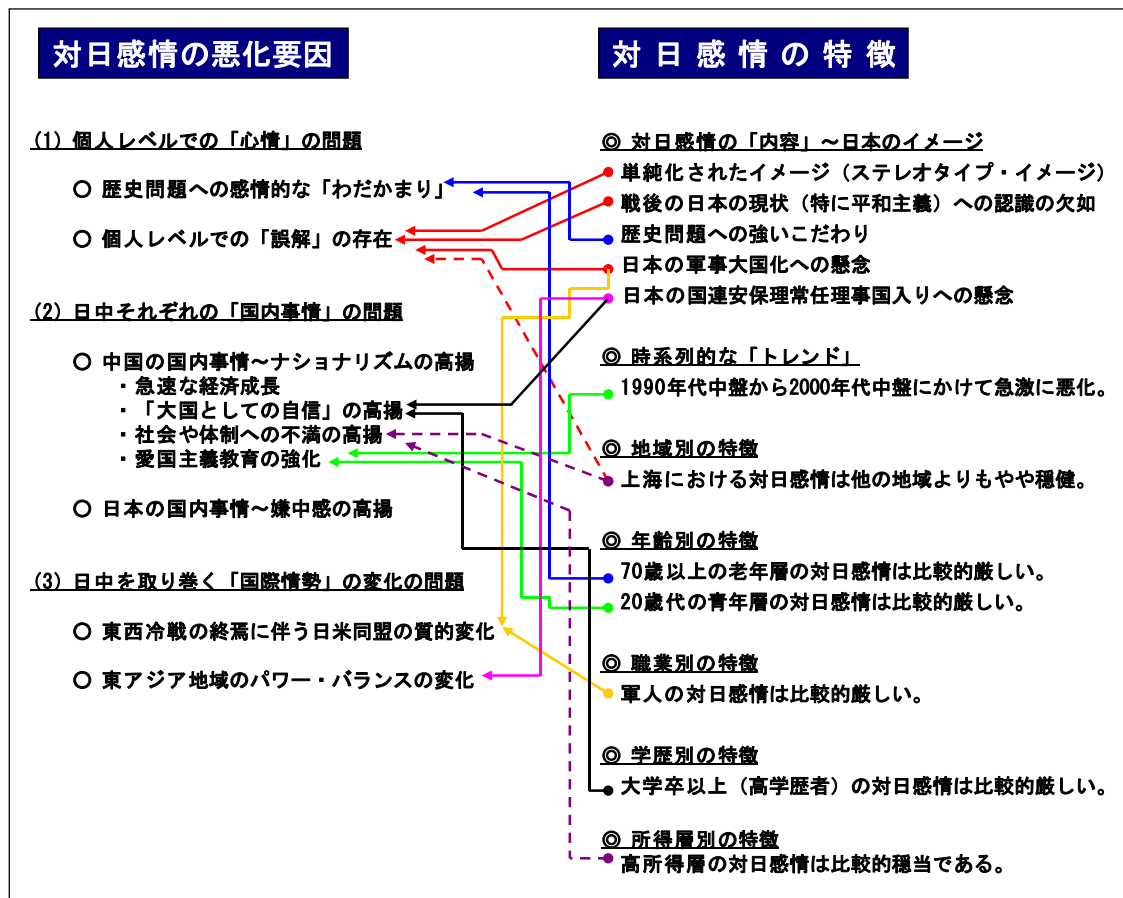 対日感情の悪化要因
(1) 個人レベルでの「心情」の問題
○ 歴史問題への感情的な「わだかまり」
○ 個人レベルでの「誤解」の存在
(2) 日中それぞれの「国内事情」の問題
○ 中国の国内事情～ナショナリズムの高揚
・急速な経済成長
・「大国としての自信」の高揚
・社会や体制への不満の高揚
・愛国主義教育の強化
○ 日本の国内事情～嫌中感の高揚
(3) 日中を取り巻く「国際情勢」の変化の問題
○ 東西冷戦の終焉に伴う日米同盟の質的変化
○ 東アジア地域のパワー・バランスの変化
対日感情の特徴
◎ 対日感情の「内容」～日本のイメージ
単純化されたイメージ（ステレオタイプ・イメージ）
戦後の日本の現状（特に平和主義）への認識の欠如
歴史問題への強いこだわり
日本の軍事大国化への懸念
日本の国連安保理常任理事国入りへの懸念
◎ 時系列的な「トレンド」
1990年代中盤から2000年代中盤にかけて急激に悪化。
◎ 地域別の特徴
上海における対日感情は他の地域よりもやや穏健。
◎ 年齢別の特徴
70歳以上の老年層の対日感情は比較的厳しい。
20歳代の青年層の対日感情は比較的厳しい。
◎ 職業別の特徴
軍人の対日感情は比較的厳しい。
◎ 学歴別の特徴
大学卒以上（高学歴者）の対日感情は比較的厳しい。
◎ 所得層別の特徴
高所得層の対日感情は比較的穏当である。